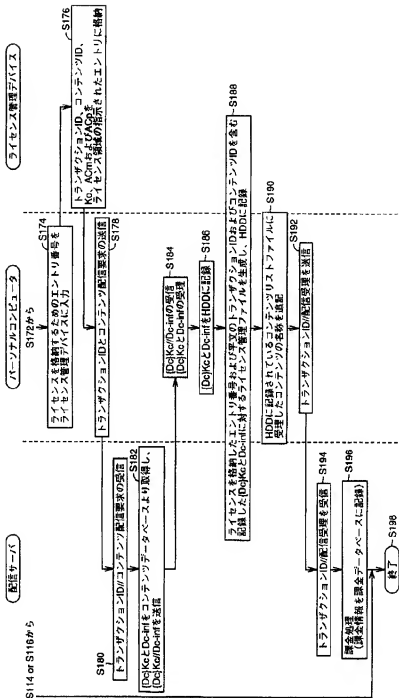 配信サーバ
パーソナルコンピュータ
ライセンス管理デバイス
S114 or S116から
S172から
S174
ライセンスを格納するためのエントリ番号を
ライセンス管理デバイスに入力
S176
トランザクションID、コンテンツID、
Kc、ACmおよびACpを
ライセンス領域の指示されたエントリに格納
S178
トランザクションIDとコンテンツ配信要求の送信
S180
トランザクションID//コンテンツ配信要求の受信
S182
{Dc}KcとDc-infをコンテンツデータベースより取得し、
{Dc}Kc//Dc-infを送信
S184
{Dc}Kc//Dc-infの受信
{Dc}KcとDc-infの受理
S186
{Dc}KcとDc-infをHDDに記録
S188
ライセンスを格納したエントリ番号および平文のトランザクションIDおよびコンテンツIDを含む
記録した{Dc}KcとDc-infに対するライセンス管理ファイルを生成し、HDDに記録
S190
HDDに記録されているコンテンツリストファイルに
受理したコンテンツの名称を追記
S192
トランザクションID//配信受理を送信
S194
トランザクションID//配信受理を受信
S196
課金処理
(課金情報を課金データベースに記録)
S198
終了